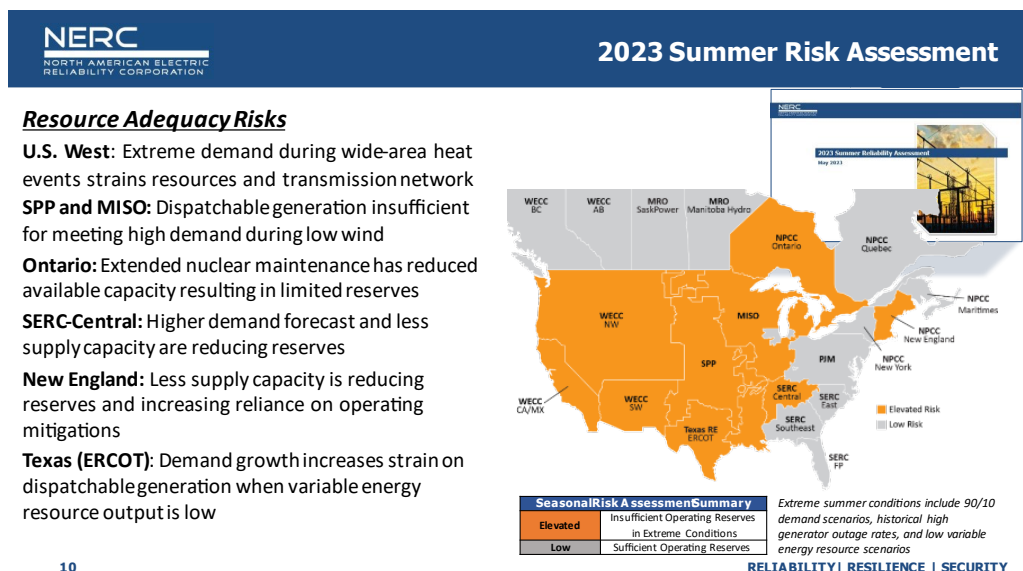 NERC
NORTH AMERICAN ELECTRIC
RELIABILITY CORPORATION
2023 Summer Risk Assessment
Resource Adequacy Risks
U.S. West: Extreme demand during wide-area heat
events strains resources and transmission network
SPP and MISO: Dispatchable generation insufficient
for meeting high demand during low wind
Ontario: Extended nuclear maintenance has reduced
available capacity resulting in limited reserves
SERC-Central: Higher demand forecast and less
supply capacity are reducing reserves
New England: Less supply capacity is reducing
reserves and increasing reliance on operating
mitigations
Texas (ERCOT): Demand growth increases strain on
dispatchable generation when variable energy
resource output is low
NERC
2023 Summer Reliability Assessment
May 2023
WECC
BC
WECC
AB
MRO
SaskPower
MRO
Manitoba Hydro
NPCC
Ontario
NPCC
Quebec
NPCC
Maritimes
NPCC
New England
NPCC
New York
WECC
NW
MISO
SPP
PJM
WECC
CA/MX
WECC
SW
SERC
Central
SERC
East
SERC
Southeast
Texas RE
ERCOT
SERC
FP
Elevated Risk
Low Risk
Seasonal Risk Assessment Summary
Elevated
Insufficient Operating Reserves
in Extreme Conditions
Low
Sufficient Operating Reserves
Extreme summer conditions include 90/10
demand scenarios, historical high
generator outage rates, and low variable
energy resource scenarios
10
RELIABILITY | RESILIENCE | SECURITY